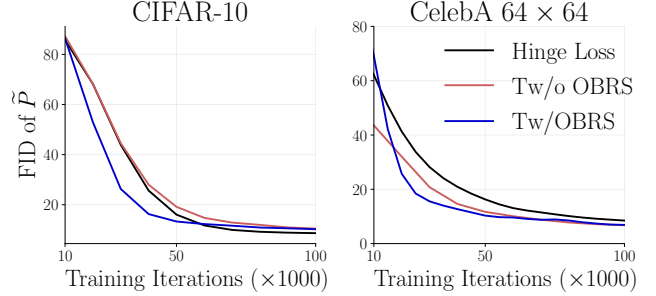 CIFAR-10
CelebA 64 × 64
FID of P̃
80
60
40
20
10
50
100
Training Iterations (×1000)
80
60
40
20
0
10
50
100
Training Iterations (×1000)
Hinge Loss
Tw/o OBRS
Tw/OBRS